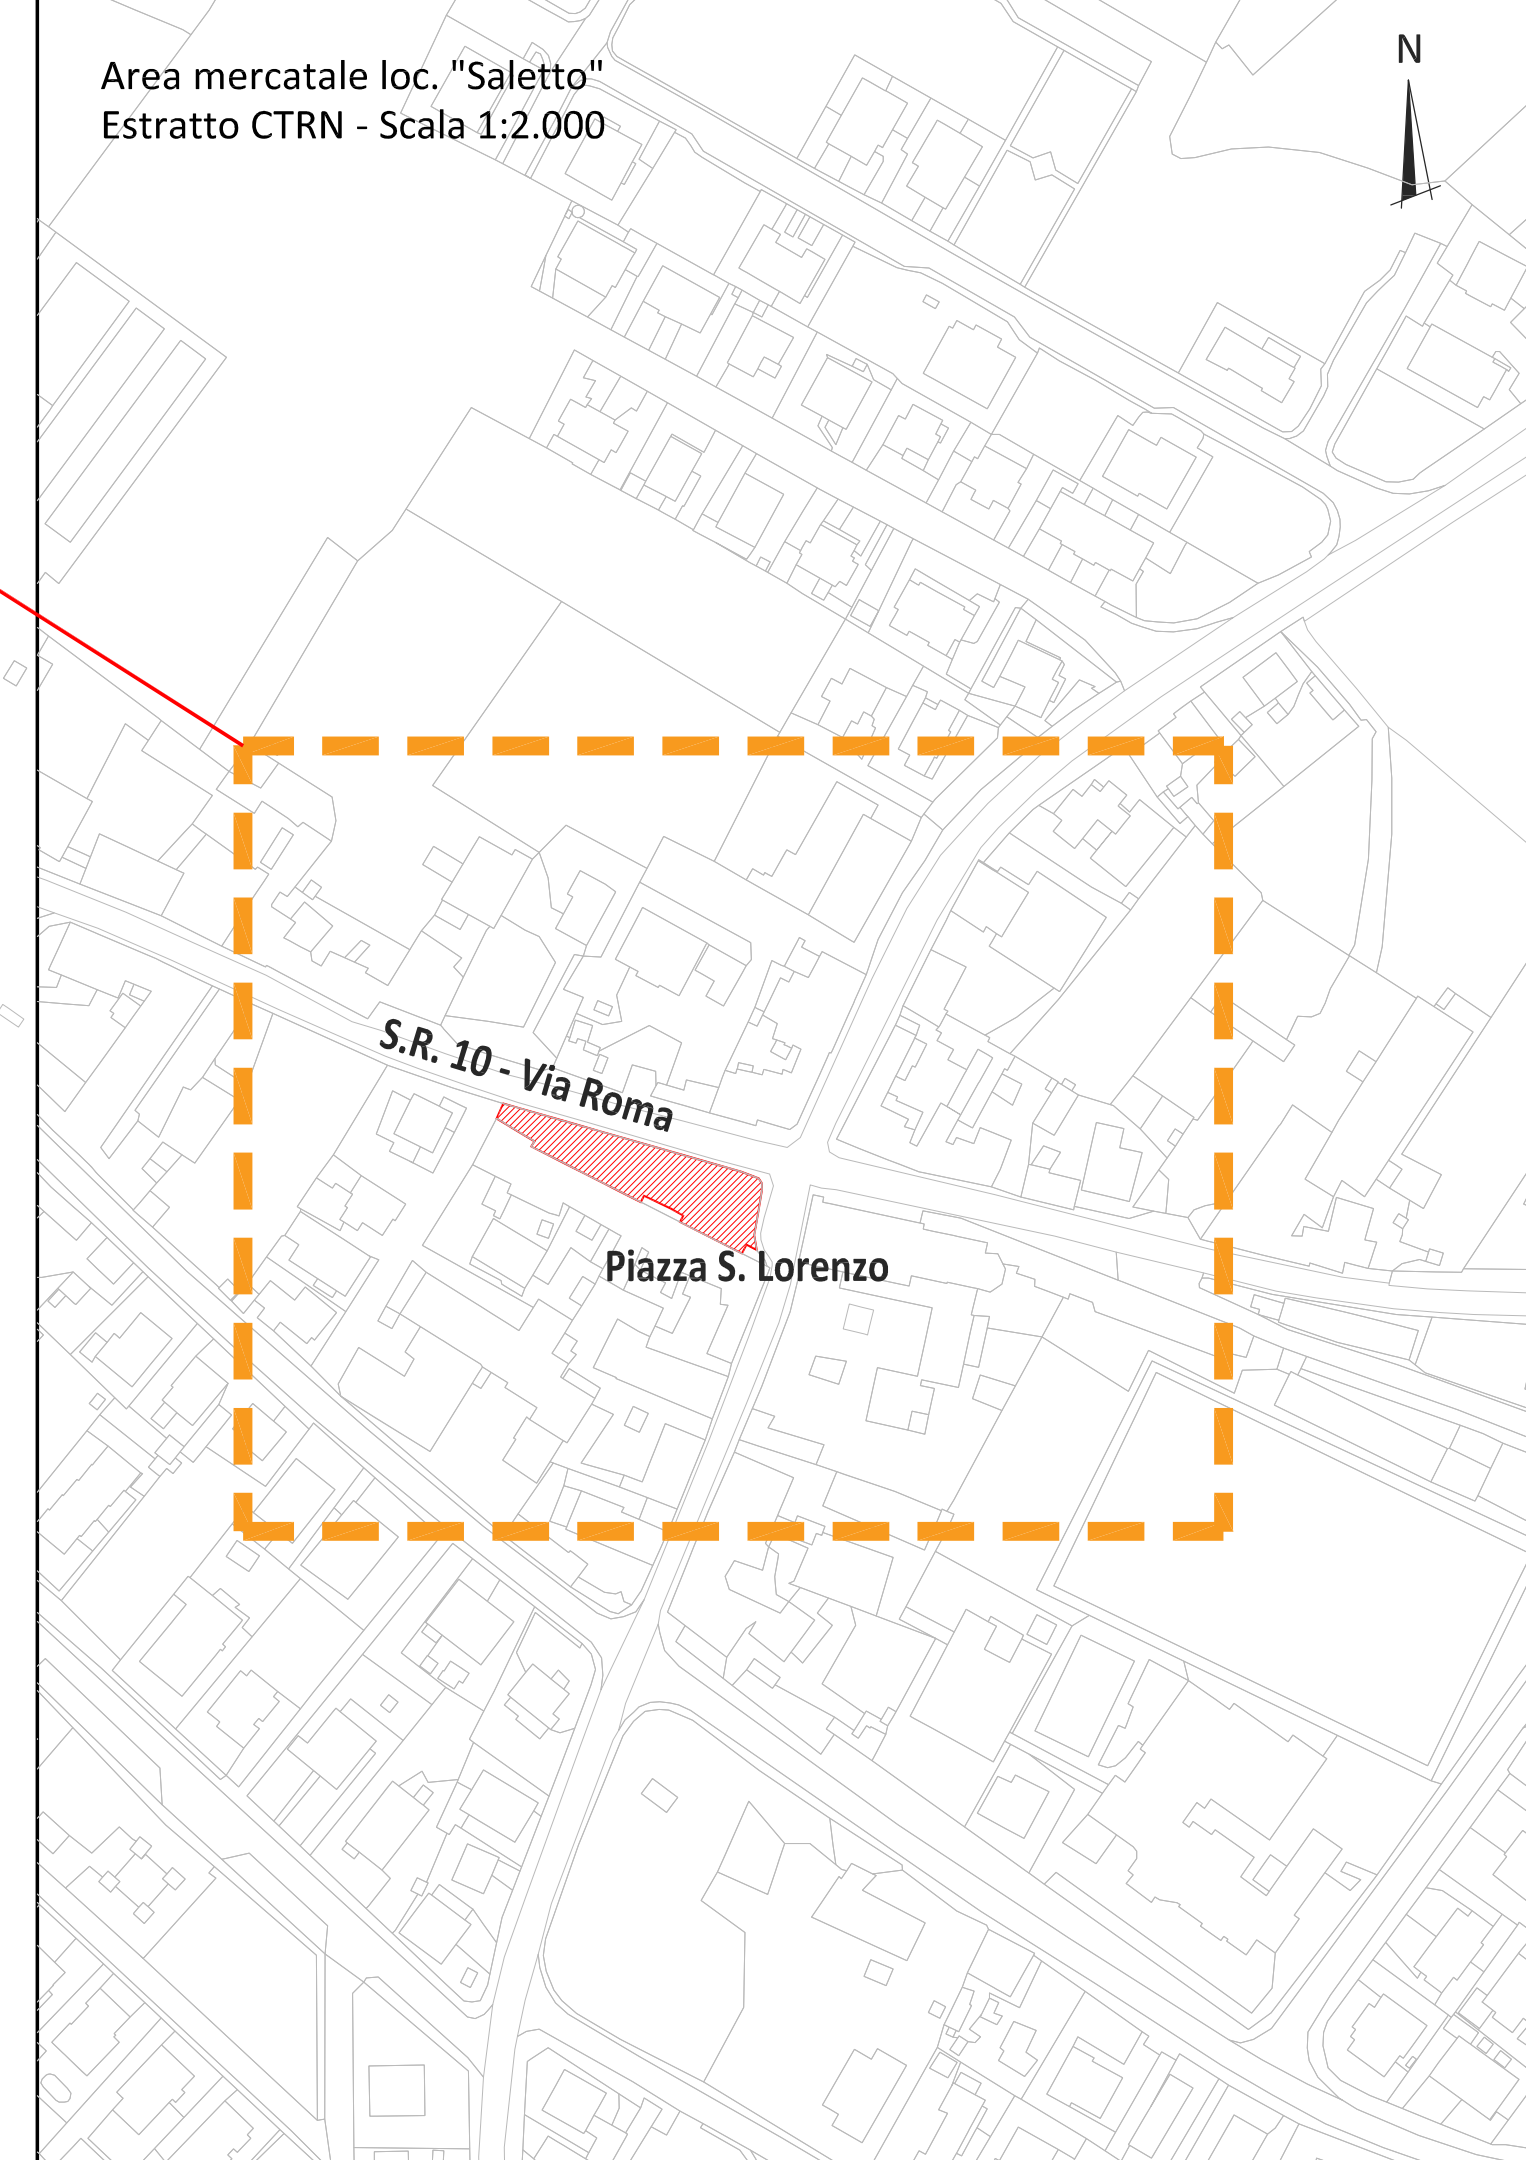 Area mercatale loc. "Saletto"
Estratto CTRN - Scala 1:2.000
N
S.R. 10 - Via Roma
Piazza S. Lorenzo